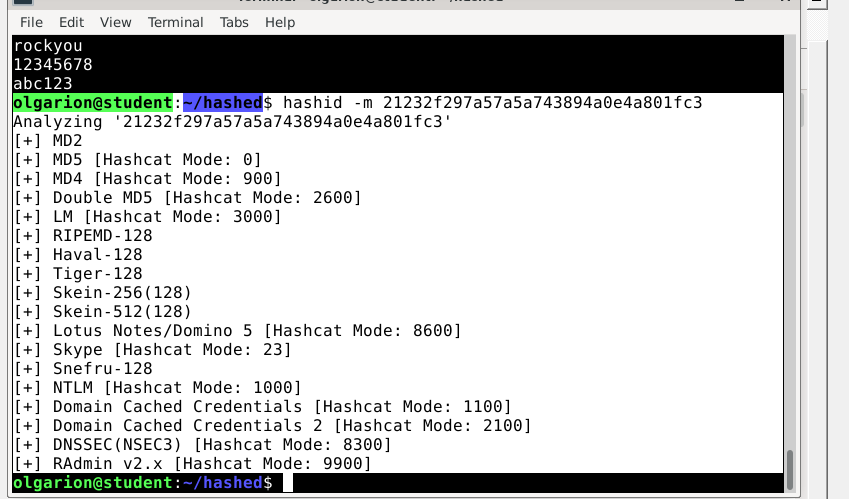 File Edit View Terminal Tabs Help
rockyou
12345678
abc123
olgarion@student:~/hashed$ hashid -m 21232f297a57a5a743894a0e4a801fc3
Analyzing '21232f297a57a5a743894a0e4a801fc3'
[+] MD2
[+] MD5 [Hashcat Mode: 0]
[+] MD4 [Hashcat Mode: 900]
[+] Double MD5 [Hashcat Mode: 2600]
[+] LM [Hashcat Mode: 3000]
[+] RIPEMD-128
[+] Haval-128
[+] Tiger-128
[+] Skein-256(128)
[+] Skein-512(128)
[+] Lotus Notes/Domino 5 [Hashcat Mode: 8600]
[+] Skype [Hashcat Mode: 23]
[+] Snefru-128
[+] NTLM [Hashcat Mode: 1000]
[+] Domain Cached Credentials [Hashcat Mode: 1100]
[+] Domain Cached Credentials 2 [Hashcat Mode: 2100]
[+] DNSSEC(NSEC3) [Hashcat Mode: 8300]
[+] RAdmin v2.x [Hashcat Mode: 9900]
olgarion@student:~/hashed$